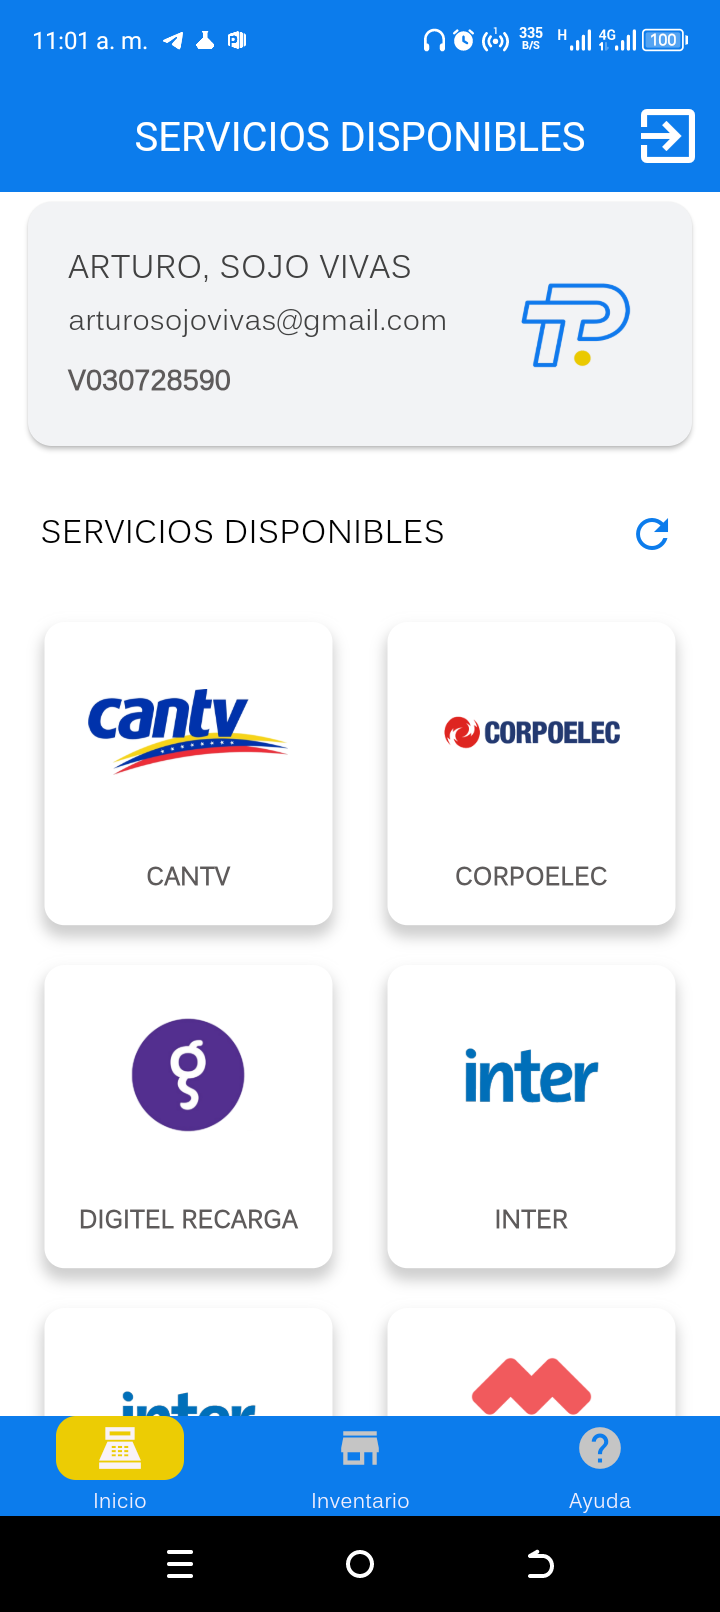 11:01 a. m.
335
B/S
H
4G
100
SERVICIOS DISPONIBLES
ARTURO, SOJO VIVAS
arturosojovivas@gmail.com
V030728590
SERVICIOS DISPONIBLES
cantv
CORPOELEC
CANTV
CORPOELEC
inter
DIGITEL RECARGA
INTER
inter
Inicio
Inventario
Ayuda